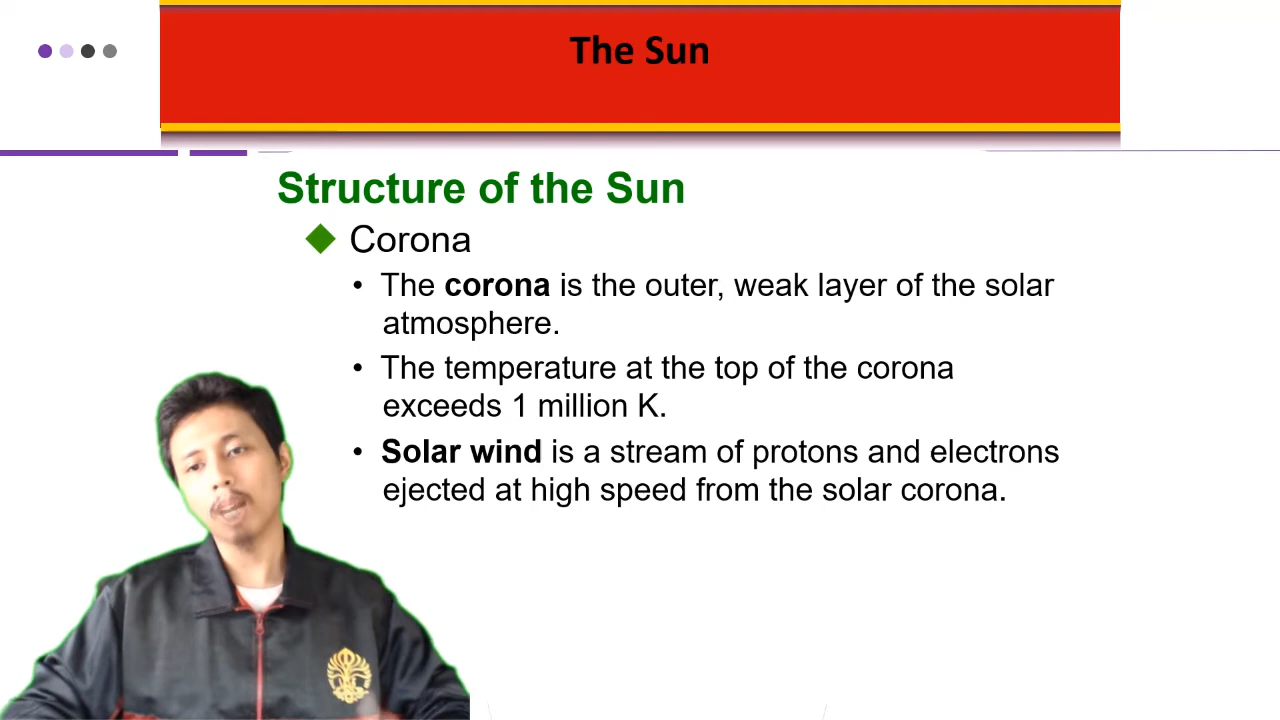 The Sun
Structure of the Sun
Corona
• The corona is the outer, weak layer of the solar
atmosphere.
• The temperature at the top of the corona
exceeds 1 million K.
• Solar wind is a stream of protons and electrons
ejected at high speed from the solar corona.